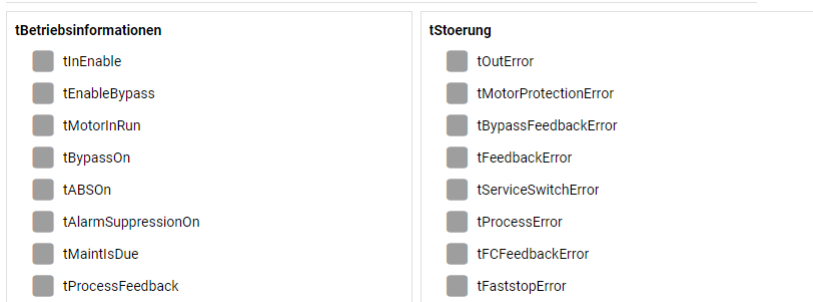 tBetriebsinformationen
tInEnable
tEnableBypass
tMotorInRun
tBypassOn
tABSOn
tAlarmSuppressionOn
tMaintIsDue
tProcessFeedback
tStoerung
tOutError
tMotorProtectionError
tBypassFeedbackError
tFeedbackError
tServiceSwitchError
tProcessError
tFCFeedbackError
tFaststopError